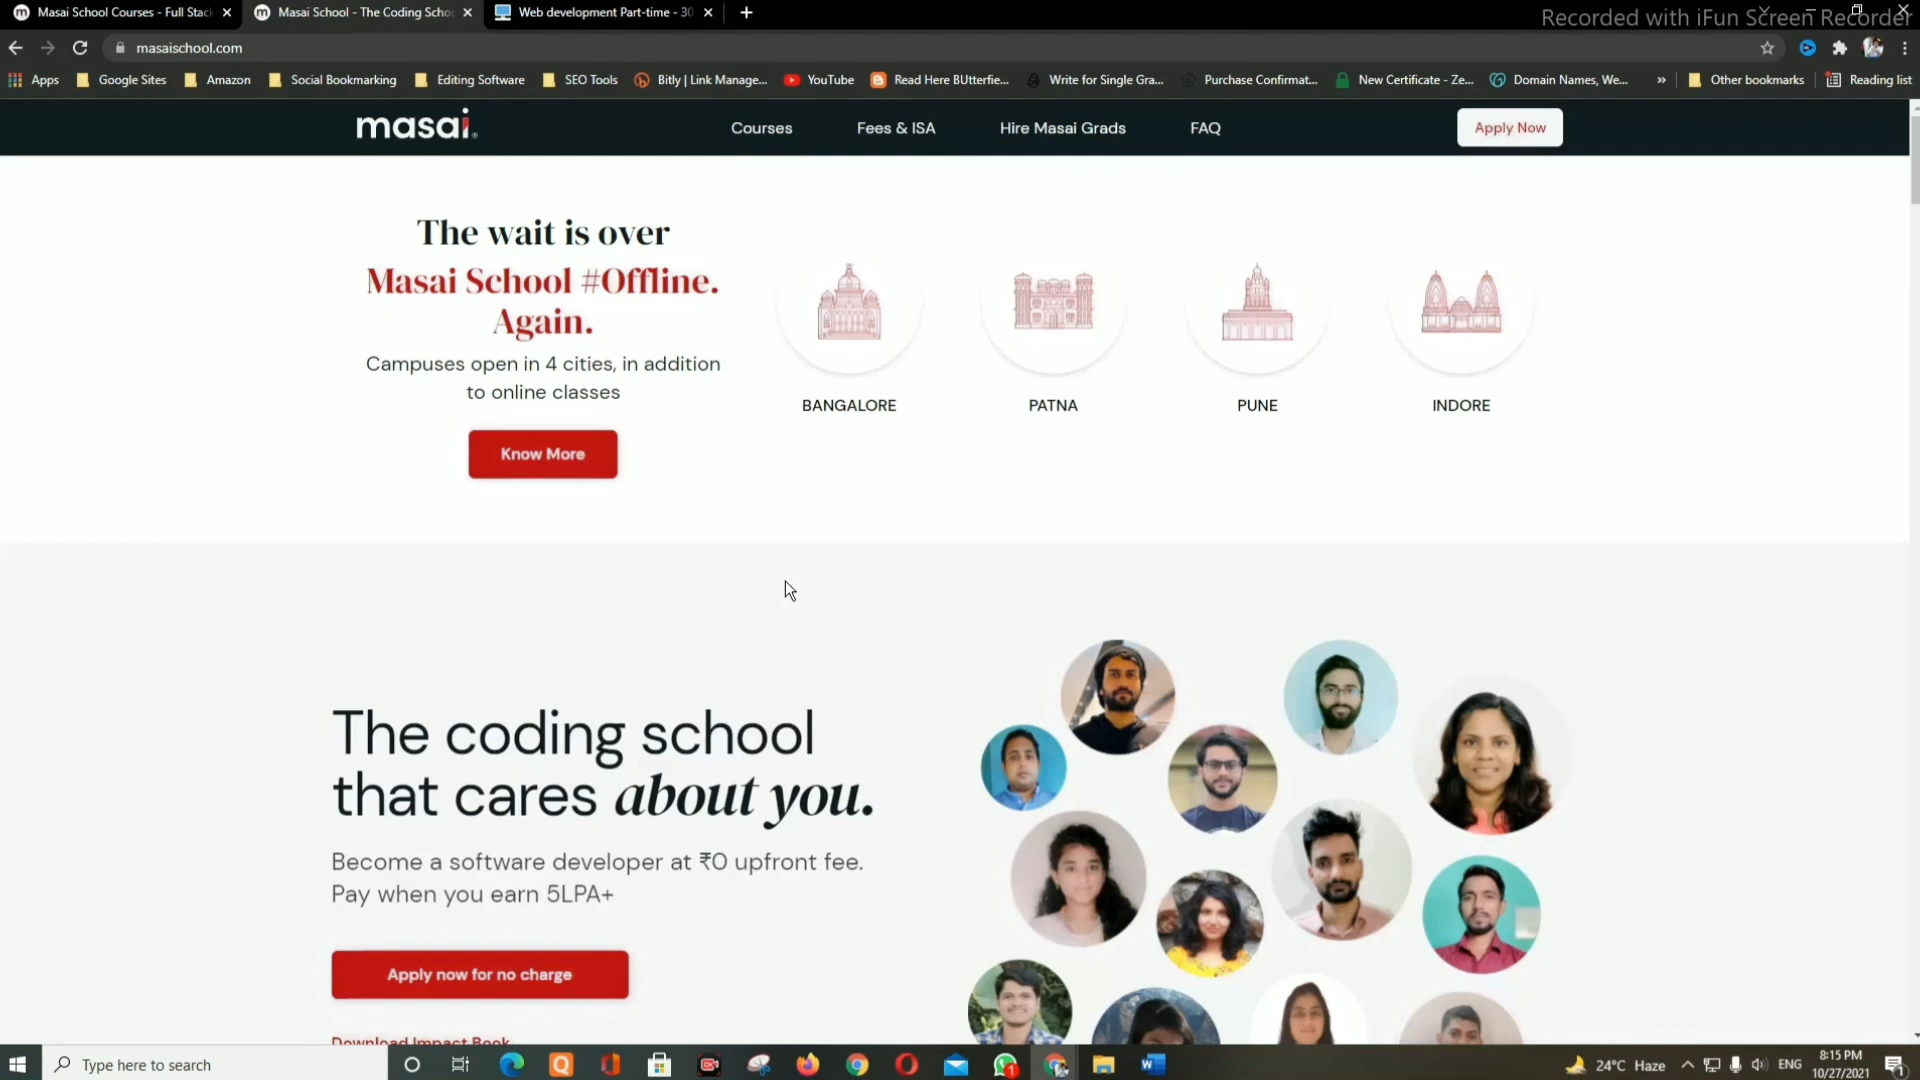 Masai School Courses - Full Stac
Masai School - The Coding Scho
Web development Part-time - 30
Recorded with iFun Screen Recorder
masaischool.com
Apps
Google Sites
Amazon
Social Bookmarking
Editing Software
SEO Tools
Bitly | Link Manage...
YouTube
Read Here BUtterfie...
Write for Single Gra...
Purchase Confirmat...
New Certificate - Ze...
Domain Names, We...
»
Other bookmarks
Reading list
masai.
Courses
Fees & ISA
Hire Masai Grads
FAQ
Apply Now
The wait is over
Masai School #Offline.
Again.
Campuses open in 4 cities, in addition
to online classes
Know More
BANGALORE
PATNA
PUNE
INDORE
The coding school
that cares about you.
Become a software developer at ₹0 upfront fee.
Pay when you earn 5LPA+
Apply now for no charge
Download Impact Book
Type here to search
24°C Haze
ENG
8:15 PM
10/27/2021